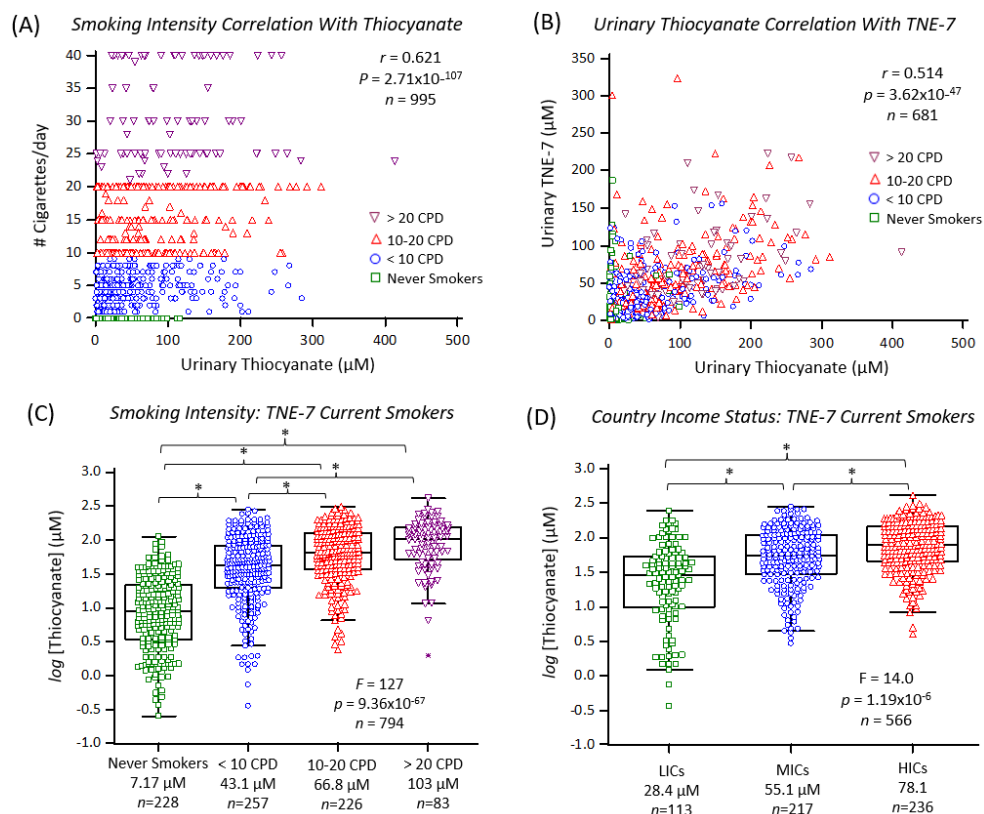 (A)
Smoking Intensity Correlation With Thiocyanate
40
35
30
25
20
15
10
5
0
# Cigarettes/day
r = 0.621
P = 2.71x10-107
n = 995
> 20 CPD
10-20 CPD
< 10 CPD
Never Smokers
0 100 200 300 400 500
Urinary Thiocyanate (µM)
(B)
Urinary Thiocyanate Correlation With TNE-7
350
300
250
200
150
100
50
0
Urinary TNE-7 (µM)
r = 0.514
p = 3.62x10-47
n = 681
> 20 CPD
10-20 CPD
< 10 CPD
Never Smokers
0 100 200 300 400 500
Urinary Thiocyanate (µM)
(C)
Smoking Intensity: TNE-7 Current Smokers
*
*
*
*
*
3.0
2.5
2.0
1.5
1.0
0.5
0.0
-0.5
-1.0
log [Thiocyanate] (µM)
F = 127
p = 9.36x10-67
n = 794
Never Smokers < 10 CPD 10-20 CPD > 20 CPD
7.17 µM 43.1 µM 66.8 µM 103 µM
n=228 n=257 n=226 n=83
(D)
Country Income Status: TNE-7 Current Smokers
*
*
*
3.0
2.5
2.0
1.5
1.0
0.5
0.0
-0.5
-1.0
log [Thiocyanate] (µM)
F = 14.0
p = 1.19x10-6
n = 566
LICs MICs HICs
28.4 µM 55.1 µM 78.1
n=113 n=217 n=236